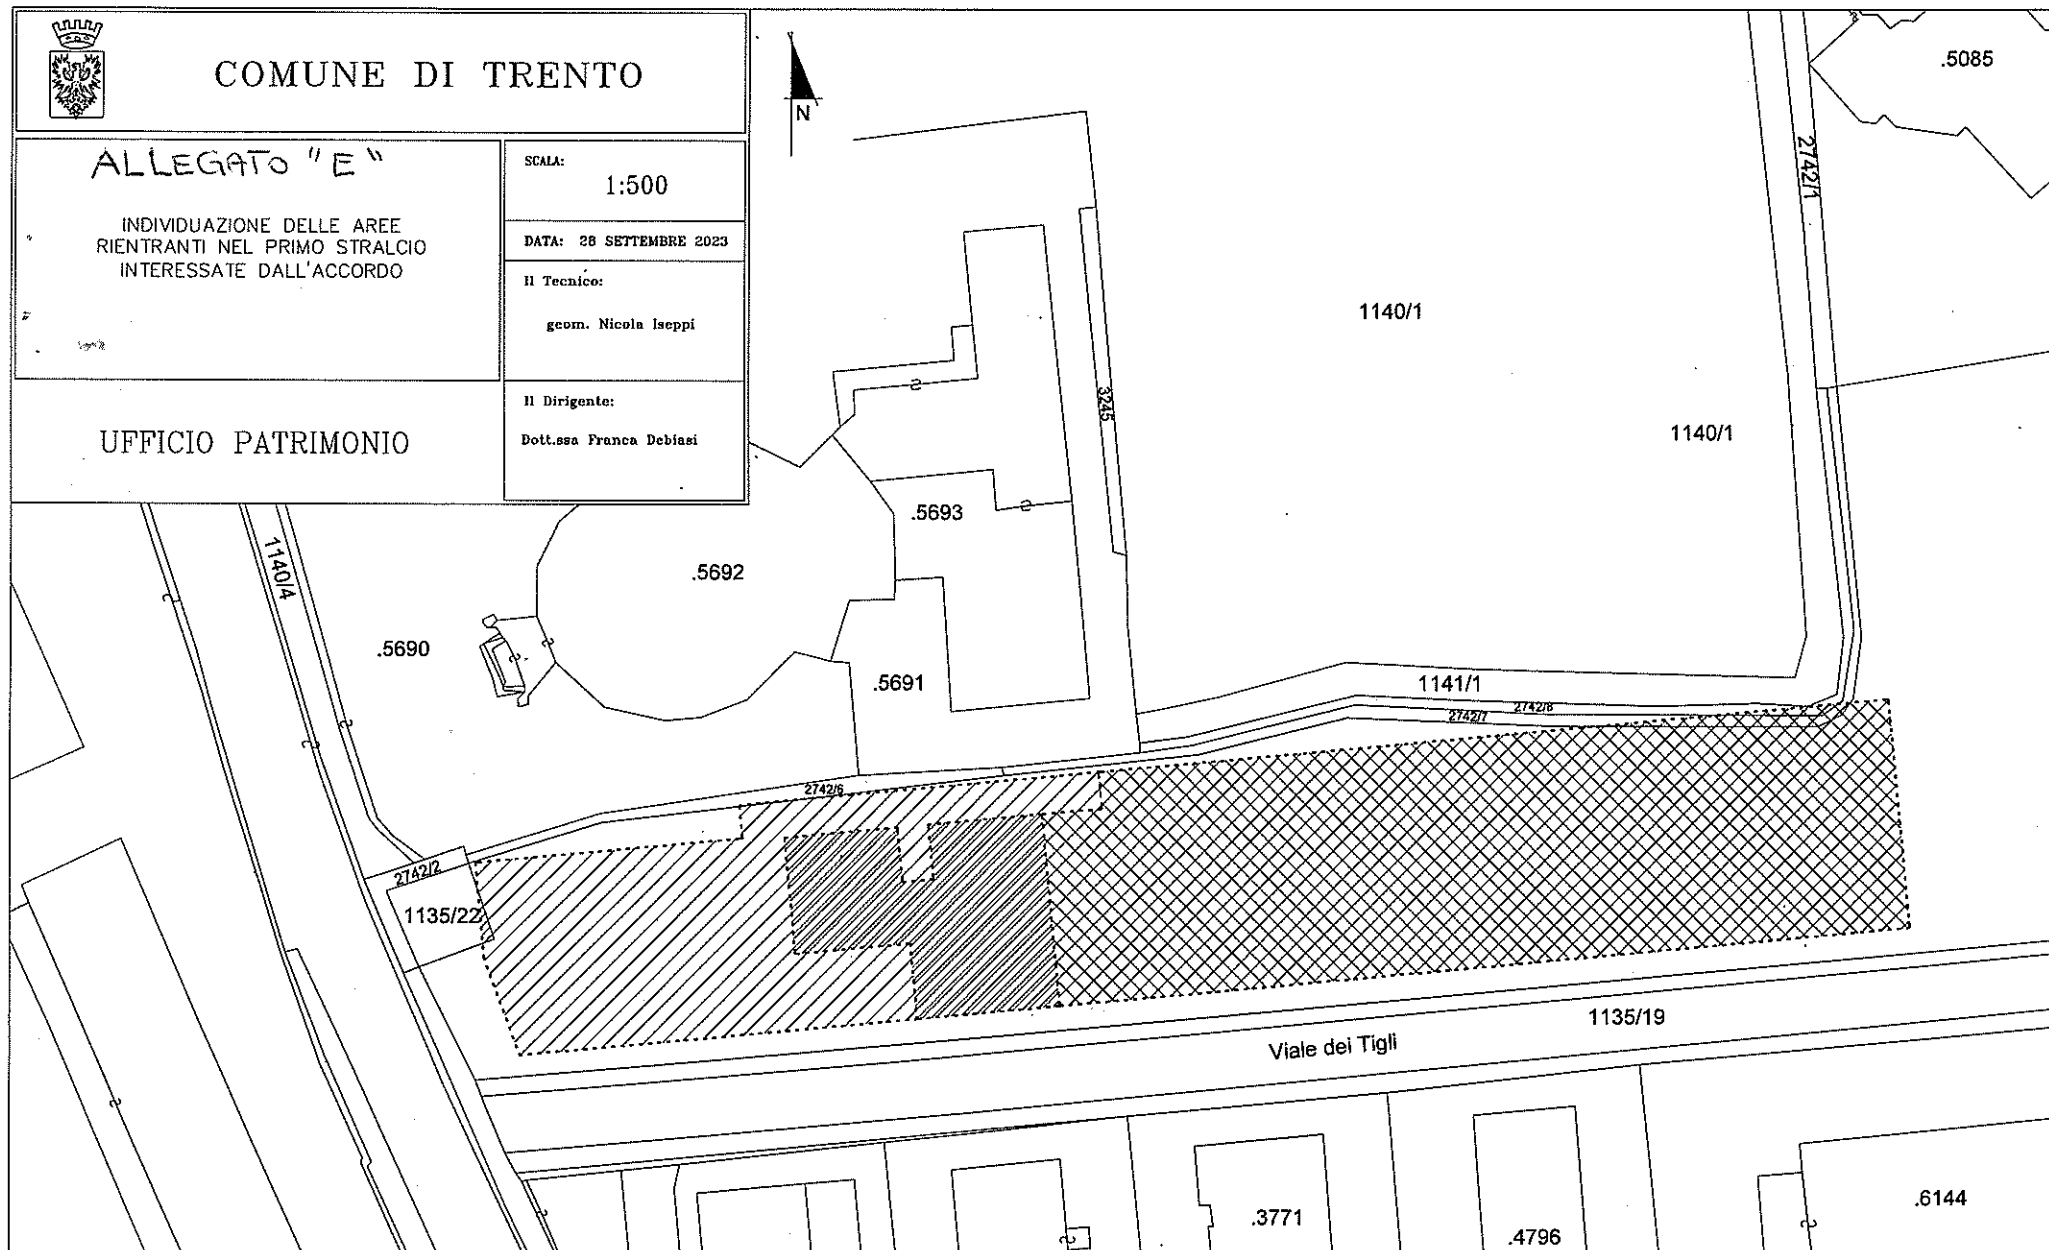 COMUNE DI TRENTO
ALLEGATO "E"
INDIVIDUAZIONE DELLE AREE
RIENTRANTI NEL PRIMO STRALCIO
INTERESSATE DALL'ACCORDO
SCALA:
1:500
DATA: 28 SETTEMBRE 2023
Il Tecnico:
geom. Nicola Iseppi
UFFICIO PATRIMONIO
Il Dirigente:
Dott.ssa Franca Debiasi
N
.5085
2742/1
1140/1
3245
1140/1
.5693
1140/4
.5692
.5690
.5691
1141/1
2742/8
2742/7
2742/6
2742/2
1135/22
1135/19
Viale dei Tigli
.3771
.4796
.6144